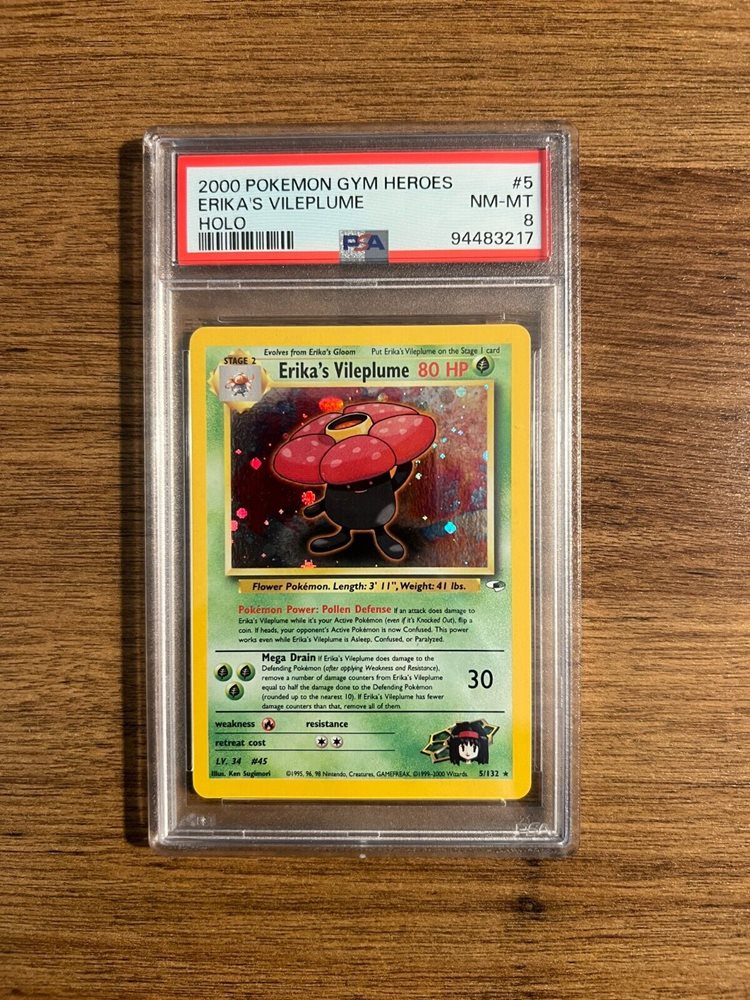 2000 POKEMON GYM HEROES #5
ERIKA'S VILEPLUME NM-MT
HOLO 8
PSA 94483217
Evolves from Erika's Gloom Put Erika's Vileplume on the Stage 1 card
STAGE 2
Erika's Vileplume 80 HP
Flower Pokémon. Length: 3' 11", Weight: 41 lbs.
Pokémon Power: Pollen Defense If an attack does damage to
Erika's Vileplume while it's your Active Pokémon (even if it's Knocked Out), flip a
coin. If heads, your opponent's Active Pokémon is now Confused. This power
works even while Erika's Vileplume is Asleep, Confused, or Paralyzed.
Mega Drain If Erika's Vileplume does damage to the
Defending Pokémon (after applying Weakness and Resistance),
remove a number of damage counters from Erika's Vileplume
equal to half the damage done to the Defending Pokémon
(rounded up to the nearest 10). If Erika's Vileplume has fewer
damage counters than that, remove all of them.
30
weakness resistance
retreat cost
LV. 34 #45
Illus. Ken Sugimori ©1995, 96, 98 Nintendo, Creatures, GAMEFREAK. ©1999-2000 Wizards. 5/132 ★
PSA